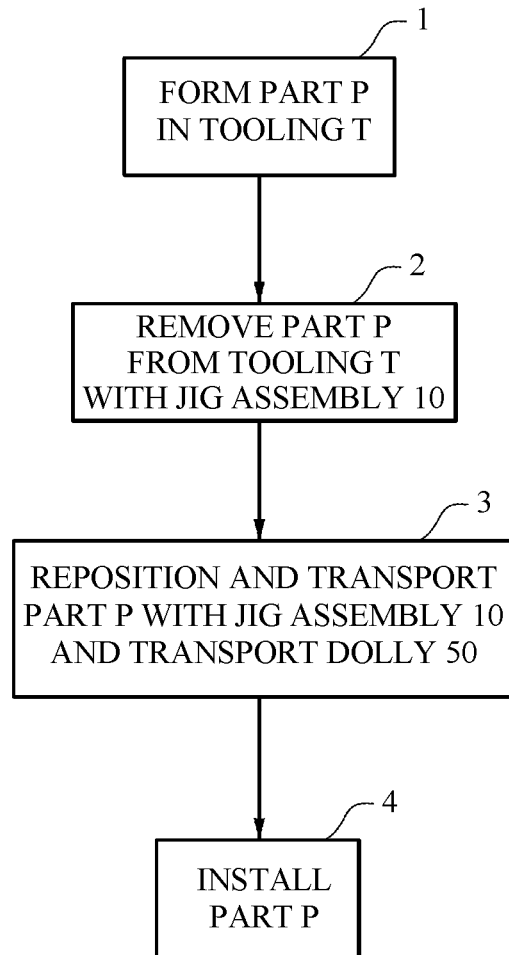 1
FORM PART P
IN TOOLING T
2
REMOVE PART P
FROM TOOLING T
WITH JIG ASSEMBLY 10
3
REPOSITION AND TRANSPORT
PART P WITH JIG ASSEMBLY 10
AND TRANSPORT DOLLY 50
4
INSTALL
PART P